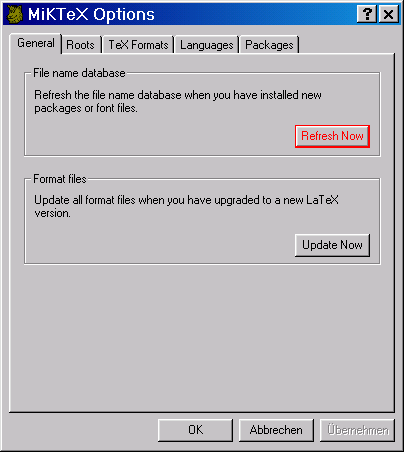 MiKTeX Options
General Roots TeX Formats Languages Packages
File name database
Refresh the file name database when you have installed new
packages or font files.
Refresh Now
Format files
Update all format files when you have upgraded to a new LaTeX
version.
Update Now
OK Abbrechen Übernehmen